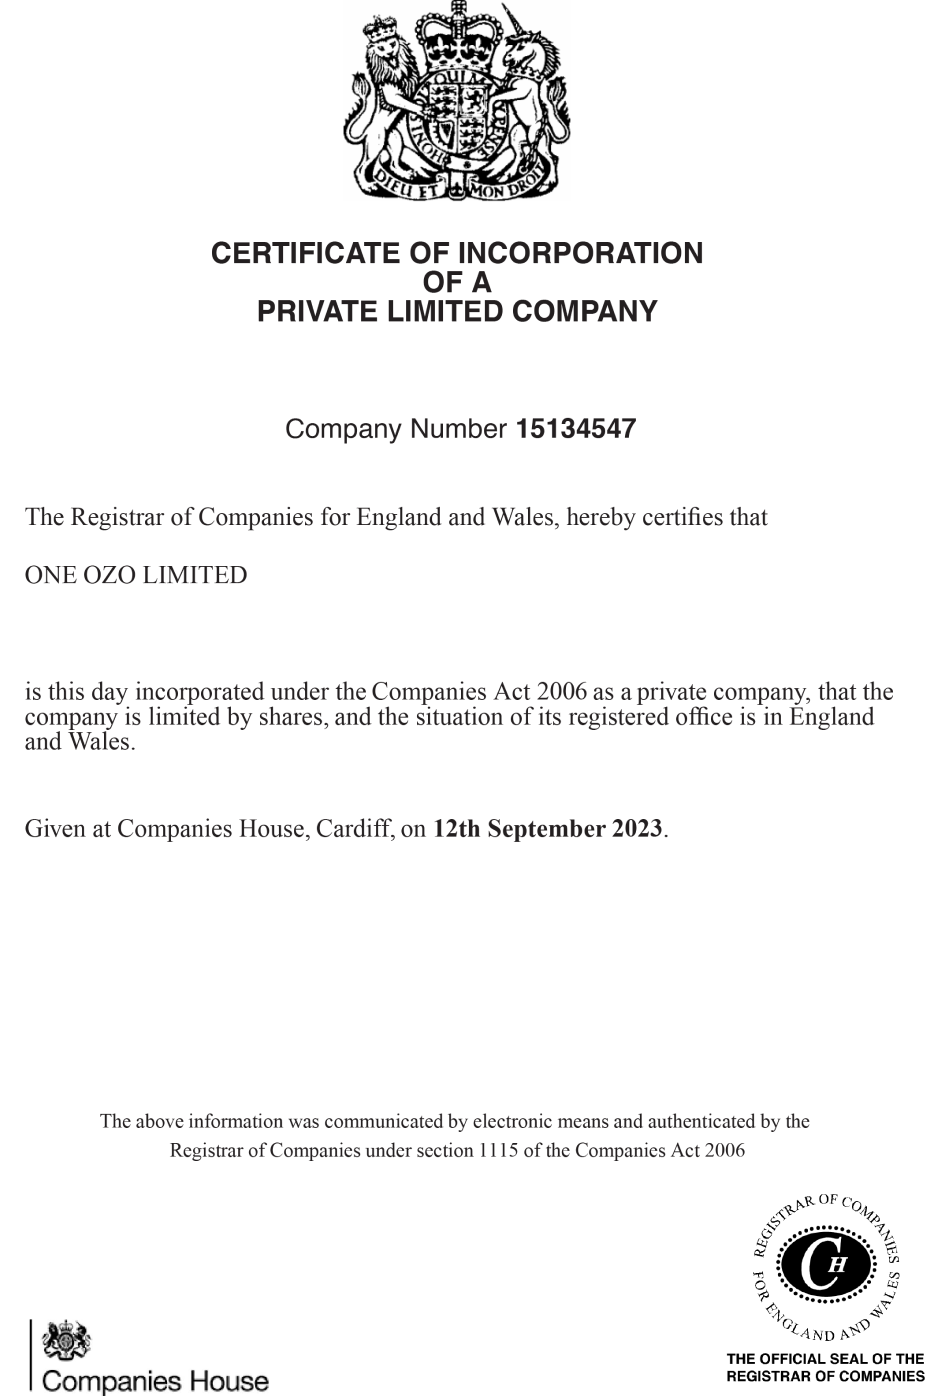 QUI MAL
HONI SOIT
PENSE
DIEU ET MON DROIT
CERTIFICATE OF INCORPORATION
OF A
PRIVATE LIMITED COMPANY
Company Number 15134547
The Registrar of Companies for England and Wales, hereby certifies that
ONE OZO LIMITED
is this day incorporated under the Companies Act 2006 as a private company, that the
company is limited by shares, and the situation of its registered office is in England
and Wales.
Given at Companies House, Cardiff, on 12th September 2023.
The above information was communicated by electronic means and authenticated by the
Registrar of Companies under section 1115 of the Companies Act 2006
REGISTRAR OF COMPANIES
CH
FOR ENGLAND AND WALES
THE OFFICIAL SEAL OF THE
REGISTRAR OF COMPANIES
Companies House